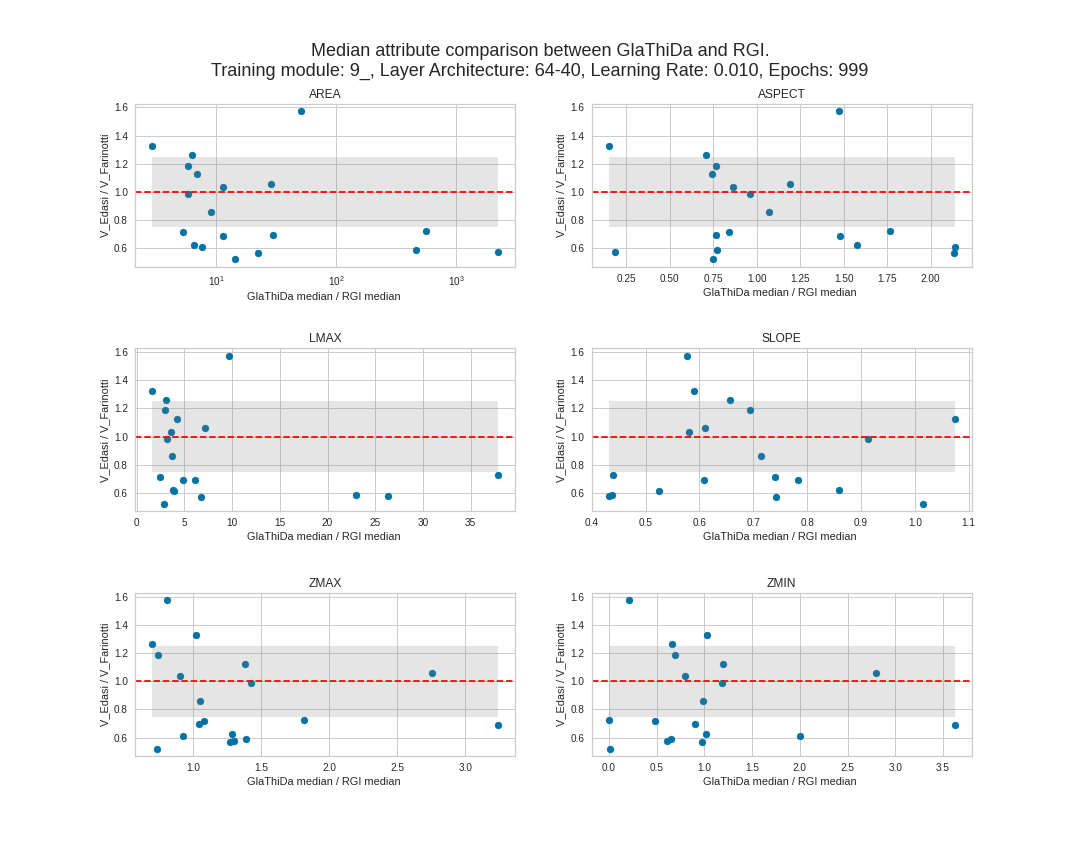 Median attribute comparison between GlaThiDa and RGI.
Training module: 9_, Layer Architecture: 64-40, Learning Rate: 0.010, Epochs: 999
AREA
V_Edasi / V_Farinotti
1.6
1.4
1.2
1.0
0.8
0.6
10¹ 10² 10³
GlaThiDa median / RGI median
ASPECT
V_Edasi / V_Farinotti
1.6
1.4
1.2
1.0
0.8
0.6
0.25 0.50 0.75 1.00 1.25 1.50 1.75 2.00
GlaThiDa median / RGI median
LMAX
V_Edasi / V_Farinotti
1.6
1.4
1.2
1.0
0.8
0.6
0 5 10 15 20 25 30 35
GlaThiDa median / RGI median
SLOPE
V_Edasi / V_Farinotti
1.6
1.4
1.2
1.0
0.8
0.6
0.4 0.5 0.6 0.7 0.8 0.9 1.0 1.1
GlaThiDa median / RGI median
ZMAX
V_Edasi / V_Farinotti
1.6
1.4
1.2
1.0
0.8
0.6
1.0 1.5 2.0 2.5 3.0
GlaThiDa median / RGI median
ZMIN
V_Edasi / V_Farinotti
1.6
1.4
1.2
1.0
0.8
0.6
0.0 0.5 1.0 1.5 2.0 2.5 3.0 3.5
GlaThiDa median / RGI median